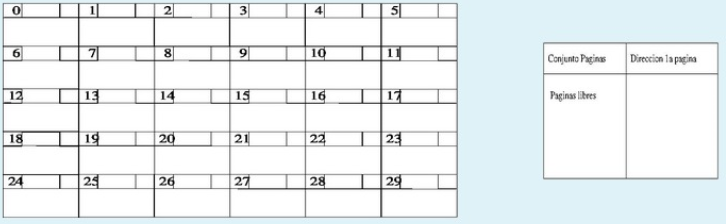 0 1 2 3 4 5
6 7 8 9 10 11
12 13 14 15 16 17
18 19 20 21 22 23
24 25 26 27 28 29
Conjunto Paginas Direccion 1a pagina
Paginas libres